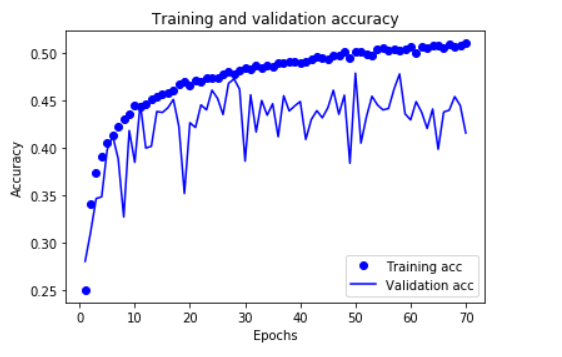 Training and validation accuracy
0.50
0.45
0.40
0.35
0.30
0.25
Accuracy
Training acc
Validation acc
0 10 20 30 40 50 60 70
Epochs